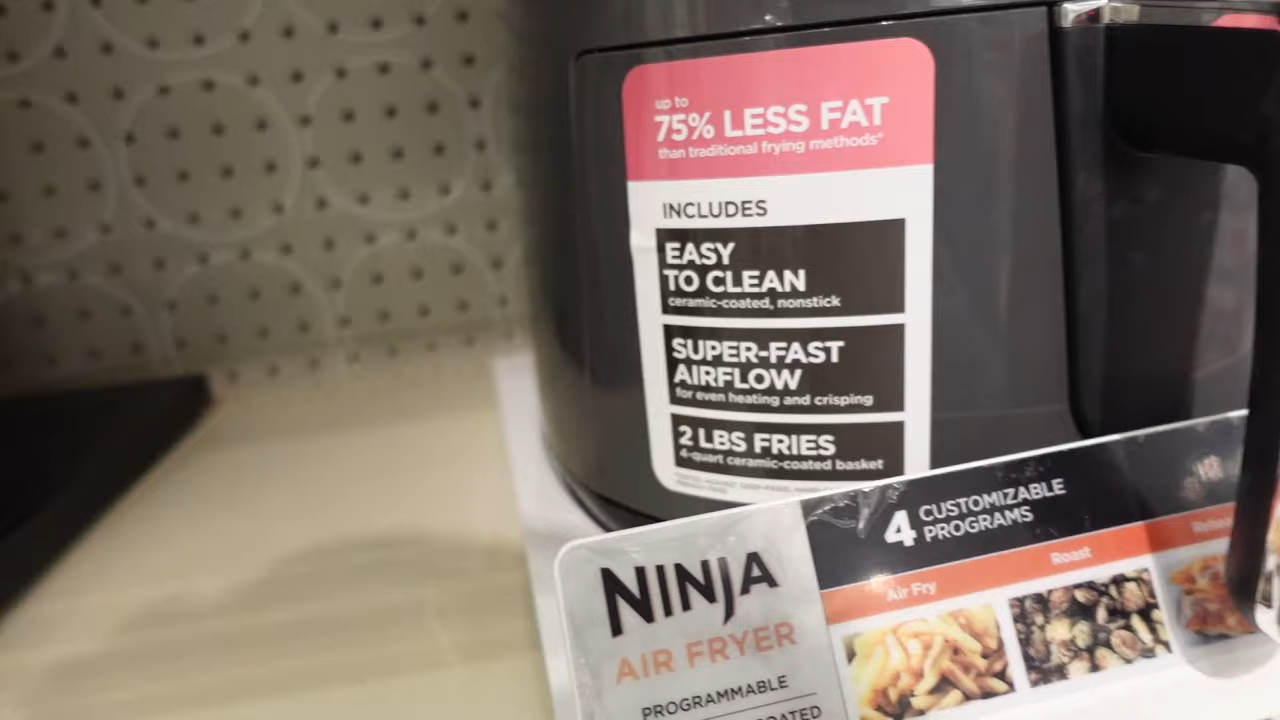 up to
75% LESS FAT
than traditional frying methods*
INCLUDES
EASY
TO CLEAN
ceramic-coated, nonstick
SUPER-FAST
AIRFLOW
for even heating and crisping
2 LBS FRIES
4-quart ceramic-coated basket
4 CUSTOMIZABLE
PROGRAMS
Air Fry
Roast
NINJA
AIR FRYER
PROGRAMMABLE